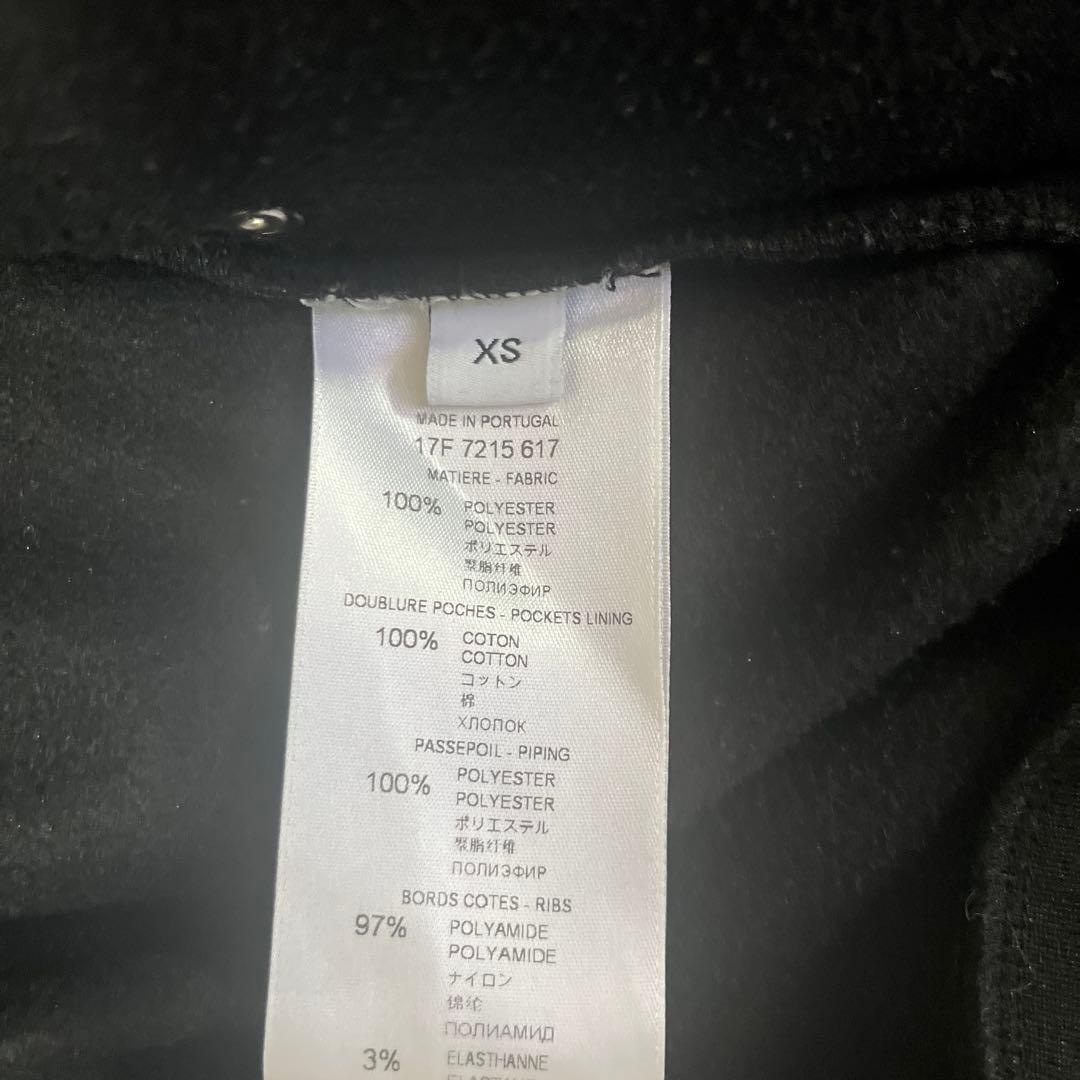 XS
MADE IN PORTUGAL
17F 7215 617
MATIERE - FABRIC
100% POLYESTER
POLYESTER
ポリエステル
聚脂纤维
ПОЛИЭФИР
DOUBLURE POCHES - POCKETS LINING
100% COTON
COTTON
コットン
棉
ХЛОПОК
PASSEPOIL - PIPING
100% POLYESTER
POLYESTER
ポリエステル
聚脂纤维
ПОЛИЭФИР
BORDS COTES - RIBS
97% POLYAMIDE
POLYAMIDE
ナイロン
锦纶
ПОЛИАМИД
3% ELASTHANNE